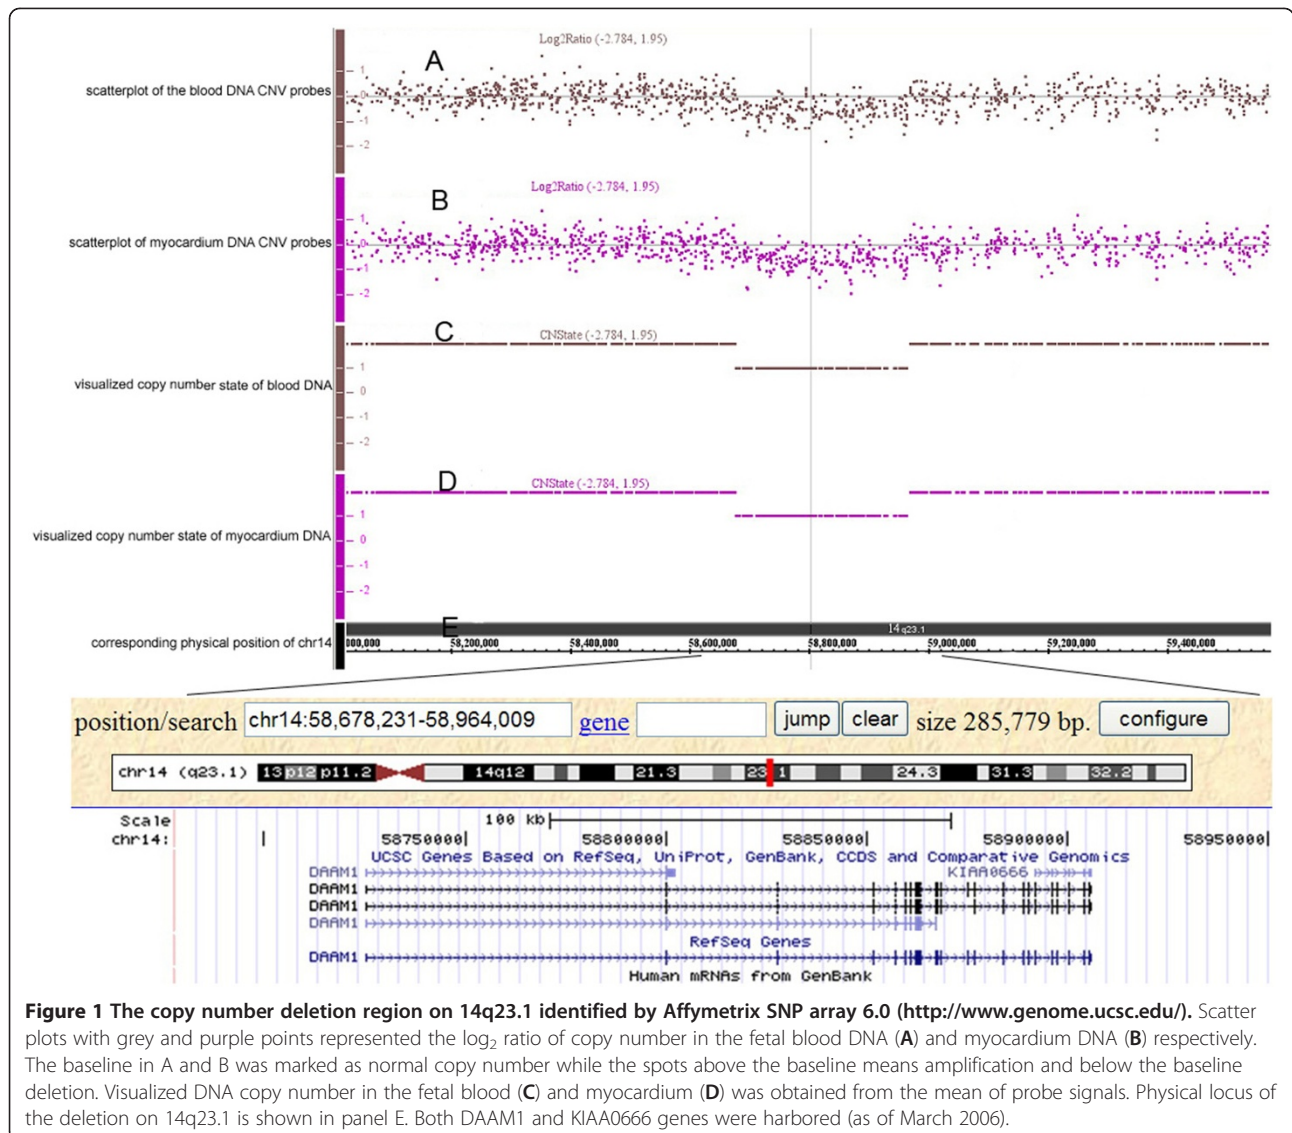 Log2Ratio (-2.784, 1.95)
A
scatterplot of the blood DNA CNV probes
1
0
-1
-2
Log2Ratio (-2.784, 1.95)
B
scatterplot of myocardium DNA CNV probes
1
0
-1
-2
C
CNState (-2.784, 1.95)
visualized copy number state of blood DNA
1
0
-1
-2
D
CNState (-2.784, 1.95)
visualized copy number state of myocardium DNA
1
0
-1
-2
E
14q23.1
corresponding physical position of chr14
000,000 58,200,000 58,400,000 58,600,000 58,800,000 59,000,000 59,200,000 59,400,000
position/search chr14:58,678,231-58,964,009 gene jump clear size 285,779 bp. configure
chr14 (q23.1) 13 p12 p11.2 14q12 21.3 23 1 24.3 31.3 32.2
Scale 100 kb
chr14: 58750000 58800000 58850000 58900000 58950000
UCSC Genes Based on RefSeq, UniProt, GenBank, CCDS and Comparative Genomics
DAAM1 KIAA0666
DAAM1
DAAM1
DAAM1
RefSeq Genes
DAAM1
Human mRNAs from GenBank
Figure 1 The copy number deletion region on 14q23.1 identified by Affymetrix SNP array 6.0 (http://www.genome.ucsc.edu/). Scatter
plots with grey and purple points represented the log2 ratio of copy number in the fetal blood DNA (A) and myocardium DNA (B) respectively.
The baseline in A and B was marked as normal copy number while the spots above the baseline means amplification and below the baseline
deletion. Visualized DNA copy number in the fetal blood (C) and myocardium (D) was obtained from the mean of probe signals. Physical locus of
the deletion on 14q23.1 is shown in panel E. Both DAAM1 and KIAA0666 genes were harbored (as of March 2006).